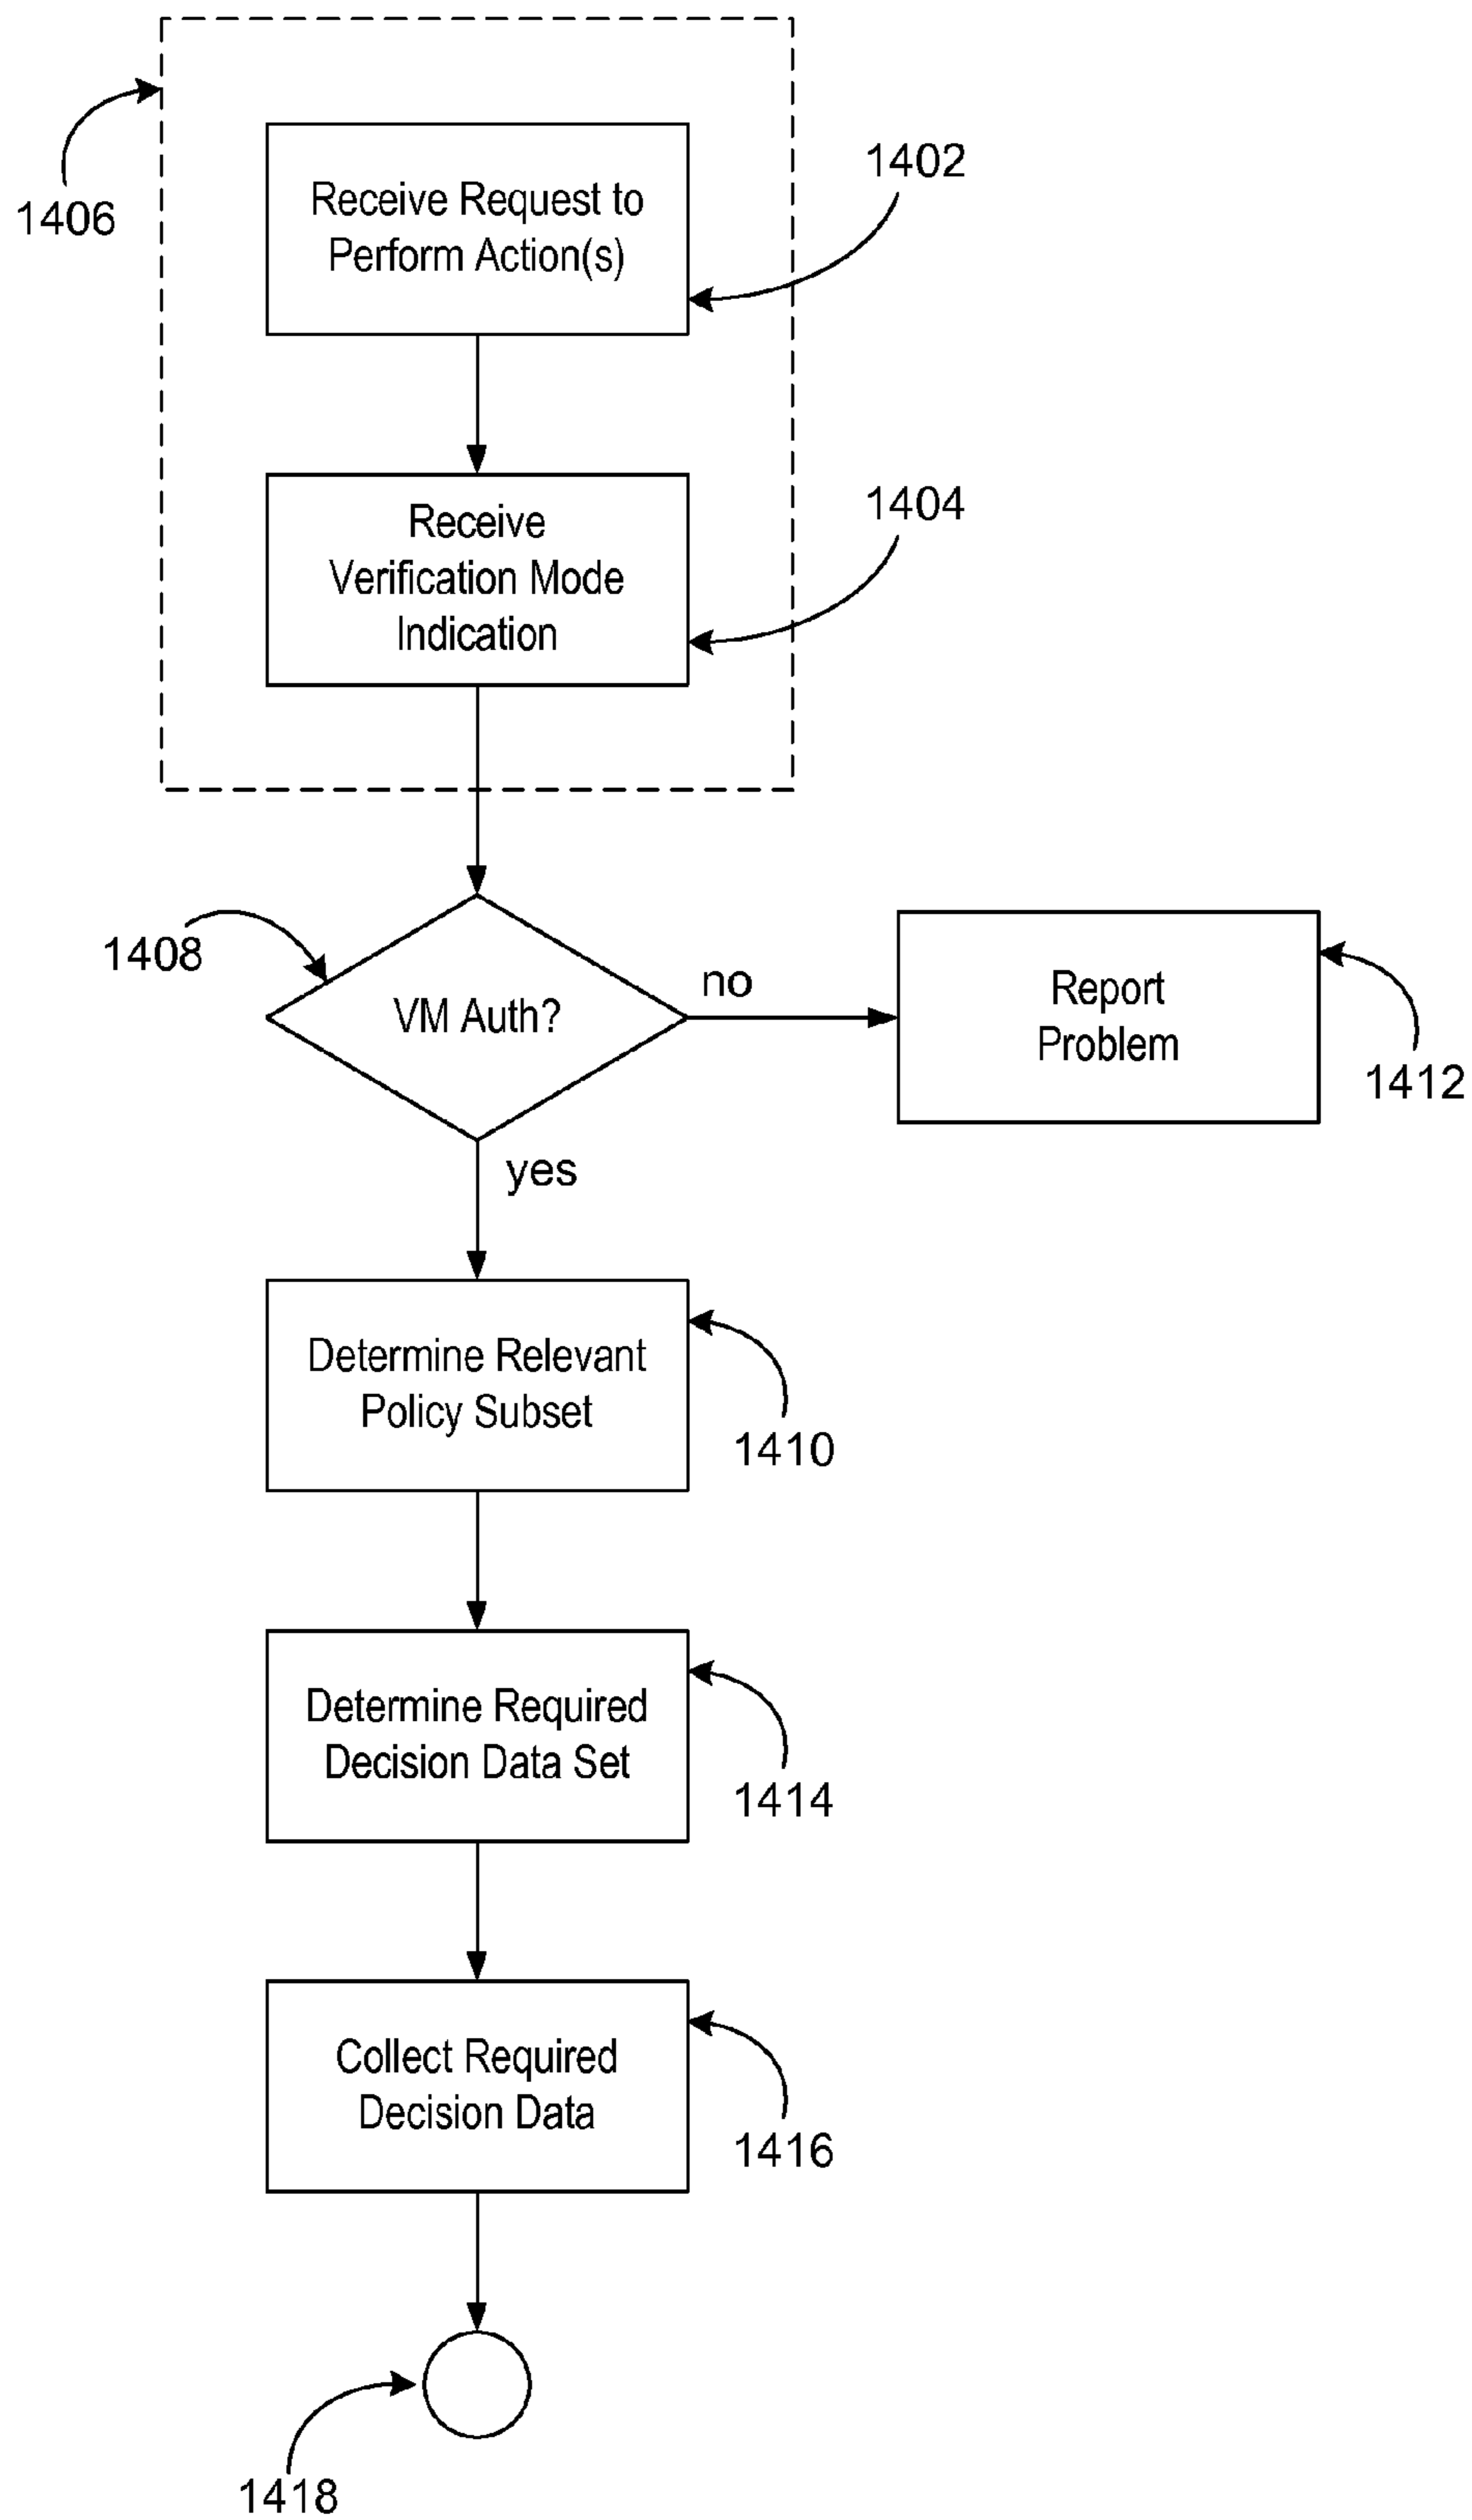 1406
Receive Request to
Perform Action(s)
1402
Receive
Verification Mode
Indication
1404
1408
VM Auth?
no
Report
Problem
1412
yes
Determine Relevant
Policy Subset
1410
Determine Required
Decision Data Set
1414
Collect Required
Decision Data
1416
1418